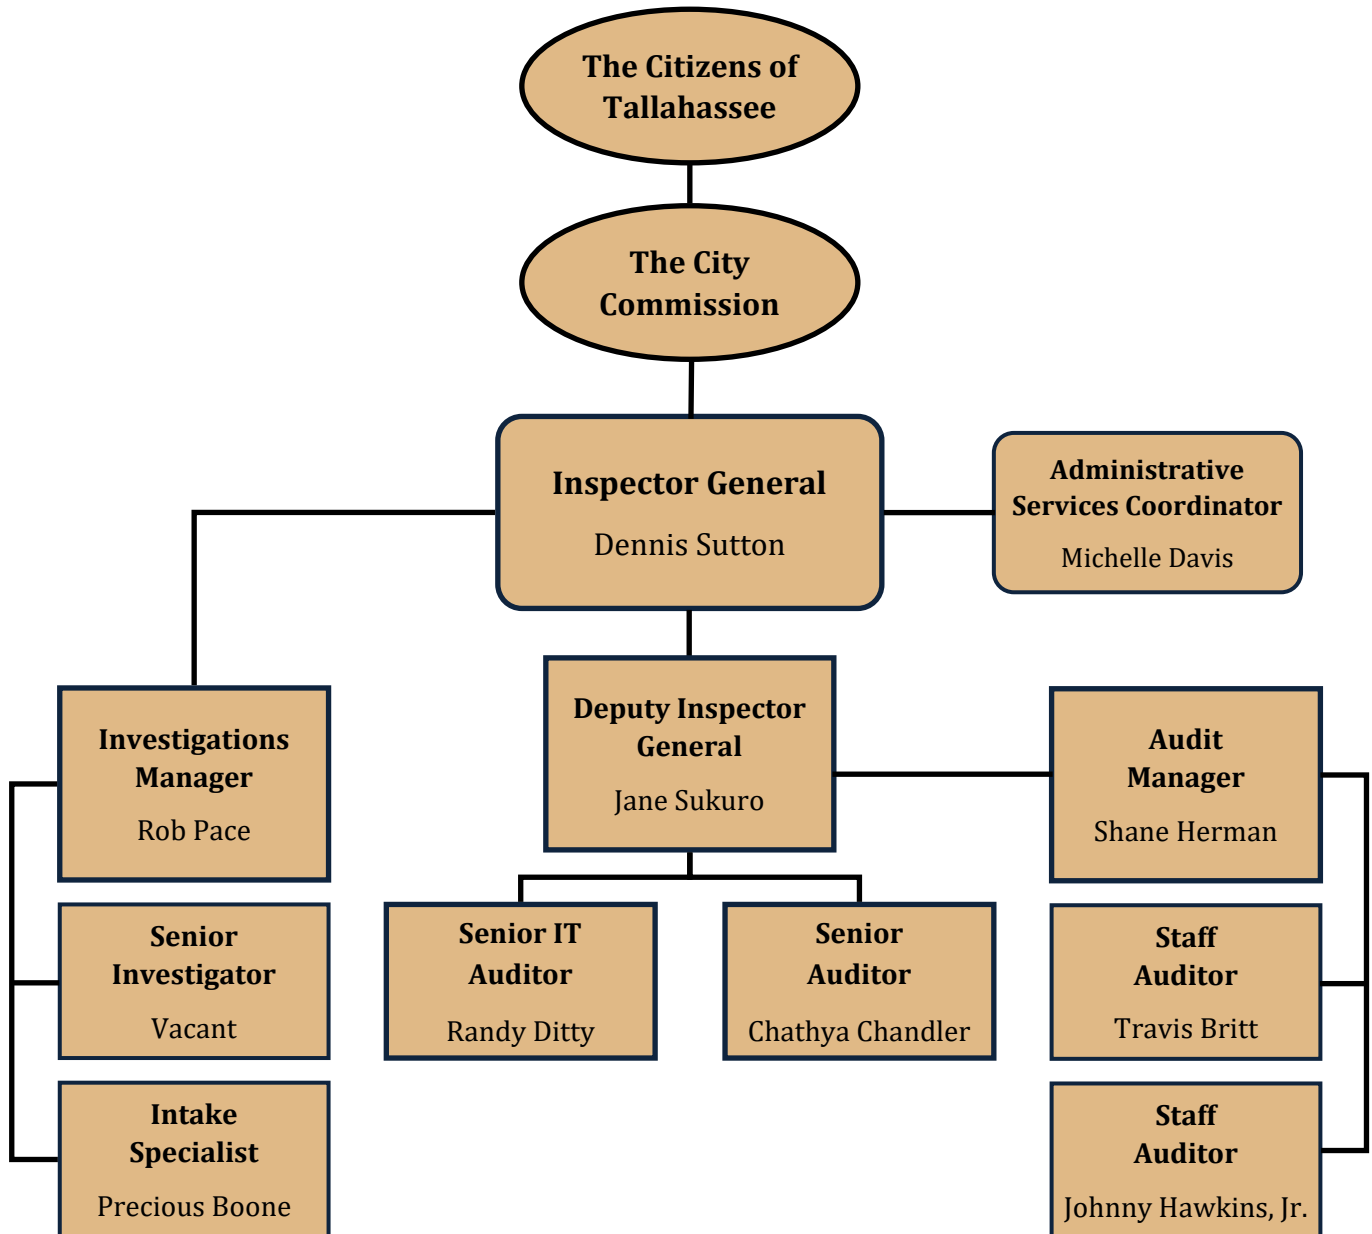 The Citizens of
Tallahassee
The City
Commission
Inspector General
Dennis Sutton
Administrative
Services Coordinator
Michelle Davis
Investigations
Manager
Rob Pace
Deputy Inspector
General
Jane Sukuro
Audit
Manager
Shane Herman
Senior
Investigator
Vacant
Senior IT
Auditor
Randy Ditty
Senior
Auditor
Chathya Chandler
Staff
Auditor
Travis Britt
Intake
Specialist
Precious Boone
Staff
Auditor
Johnny Hawkins, Jr.